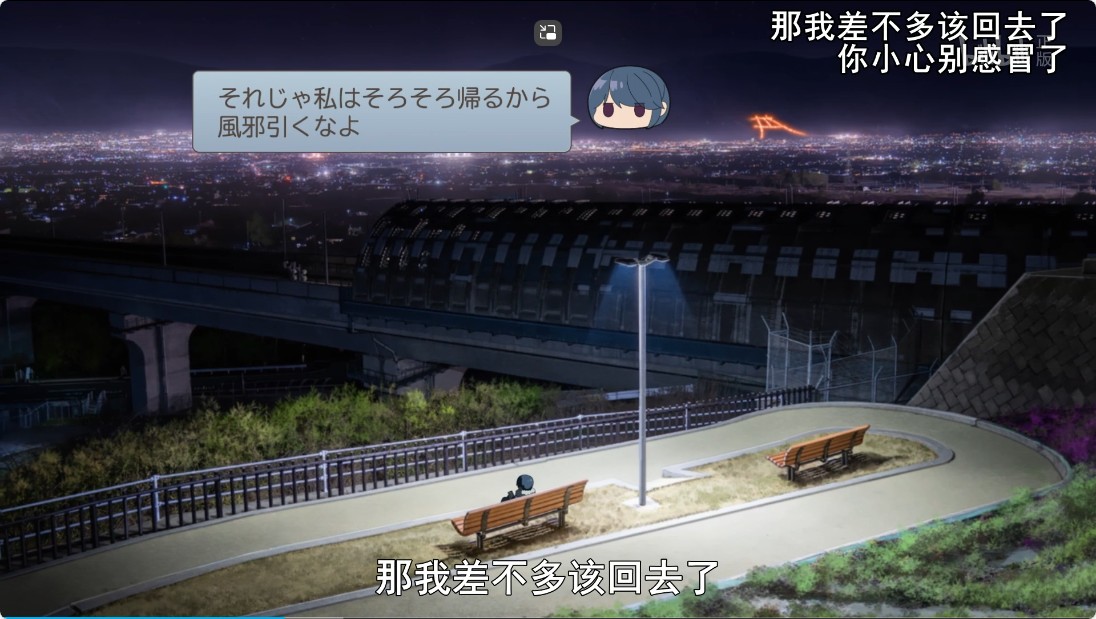 那我差不多该回去了
你小心别感冒了
それじゃ私はそろそろ帰るから
風邪引くなよ
那我差不多该回去了